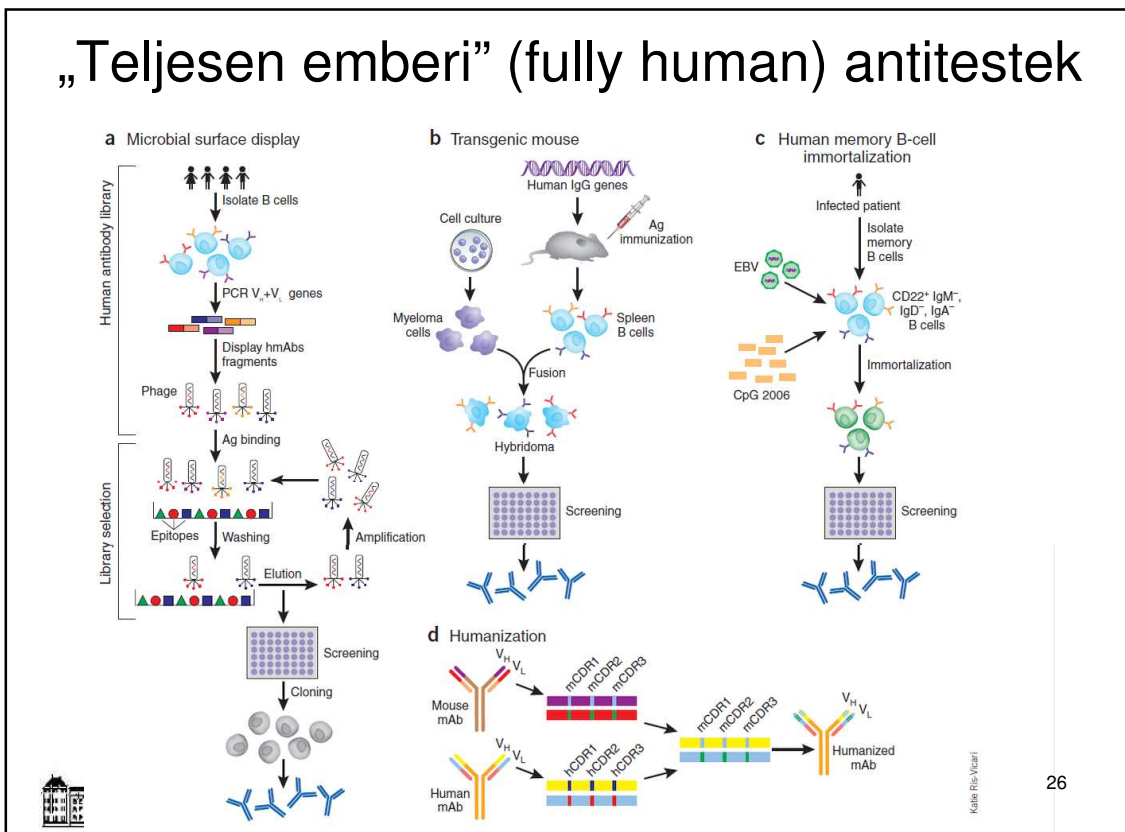 „Teljesen emberi” (fully human) antitestek
a Microbial surface display
Human antibody library
Isolate B cells
PCR VH+VL genes
Display hmAbs
fragments
Phage
Ag binding
Library selection
Epitopes
Washing
Amplification
Elution
Screening
Cloning
b Transgenic mouse
Human IgG genes
Cell culture
Ag
immunization
Myeloma
cells
Spleen
B cells
Fusion
Hybridoma
Screening
c Human memory B-cell
immortalization
Infected patient
Isolate
memory
B cells
EBV
CD22+ IgM–,
IgD–, IgA–
B cells
CpG 2006
Immortalization
Screening
d Humanization
VH
VL
Mouse
mAb
mCDR1
mCDR2
mCDR3
VH
VL
Human
mAb
hCDR1
hCDR2
hCDR3
mCDR1
mCDR2
mCDR3
VH
VL
Humanized
mAb
Katie Ris-Vicari
26